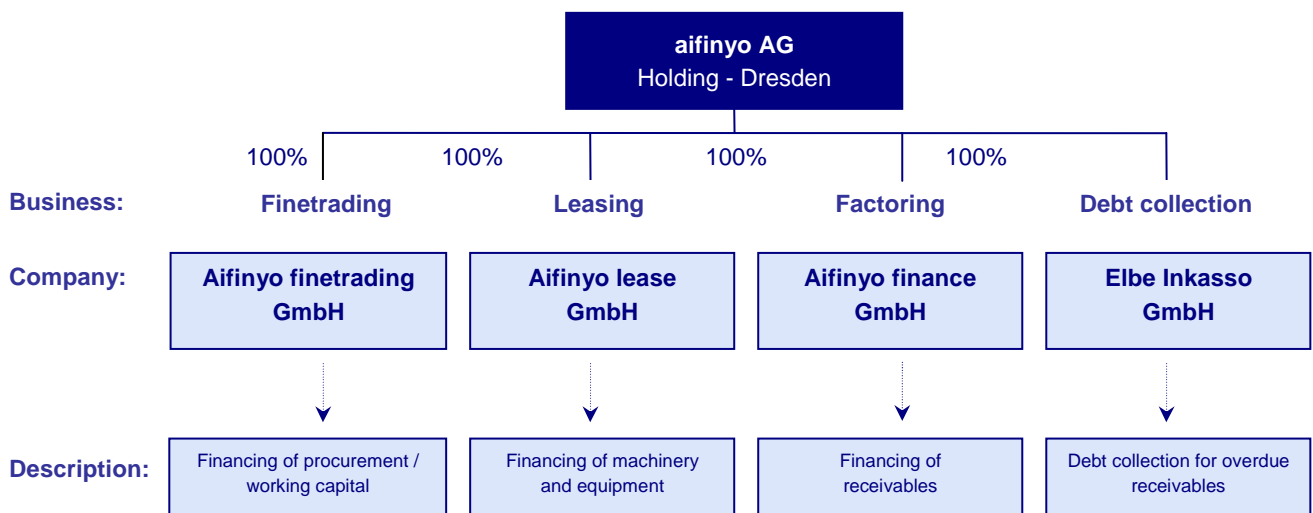 aifinyo AG
Holding - Dresden
100% 100% 100% 100%
Business: Finetrading Leasing Factoring Debt collection
Company:
Aifinyo finetrading
GmbH
Aifinyo lease
GmbH
Aifinyo finance
GmbH
Elbe Inkasso
GmbH
Description:
Financing of procurement /
working capital
Financing of machinery
and equipment
Financing of
receivables
Debt collection for overdue
receivables